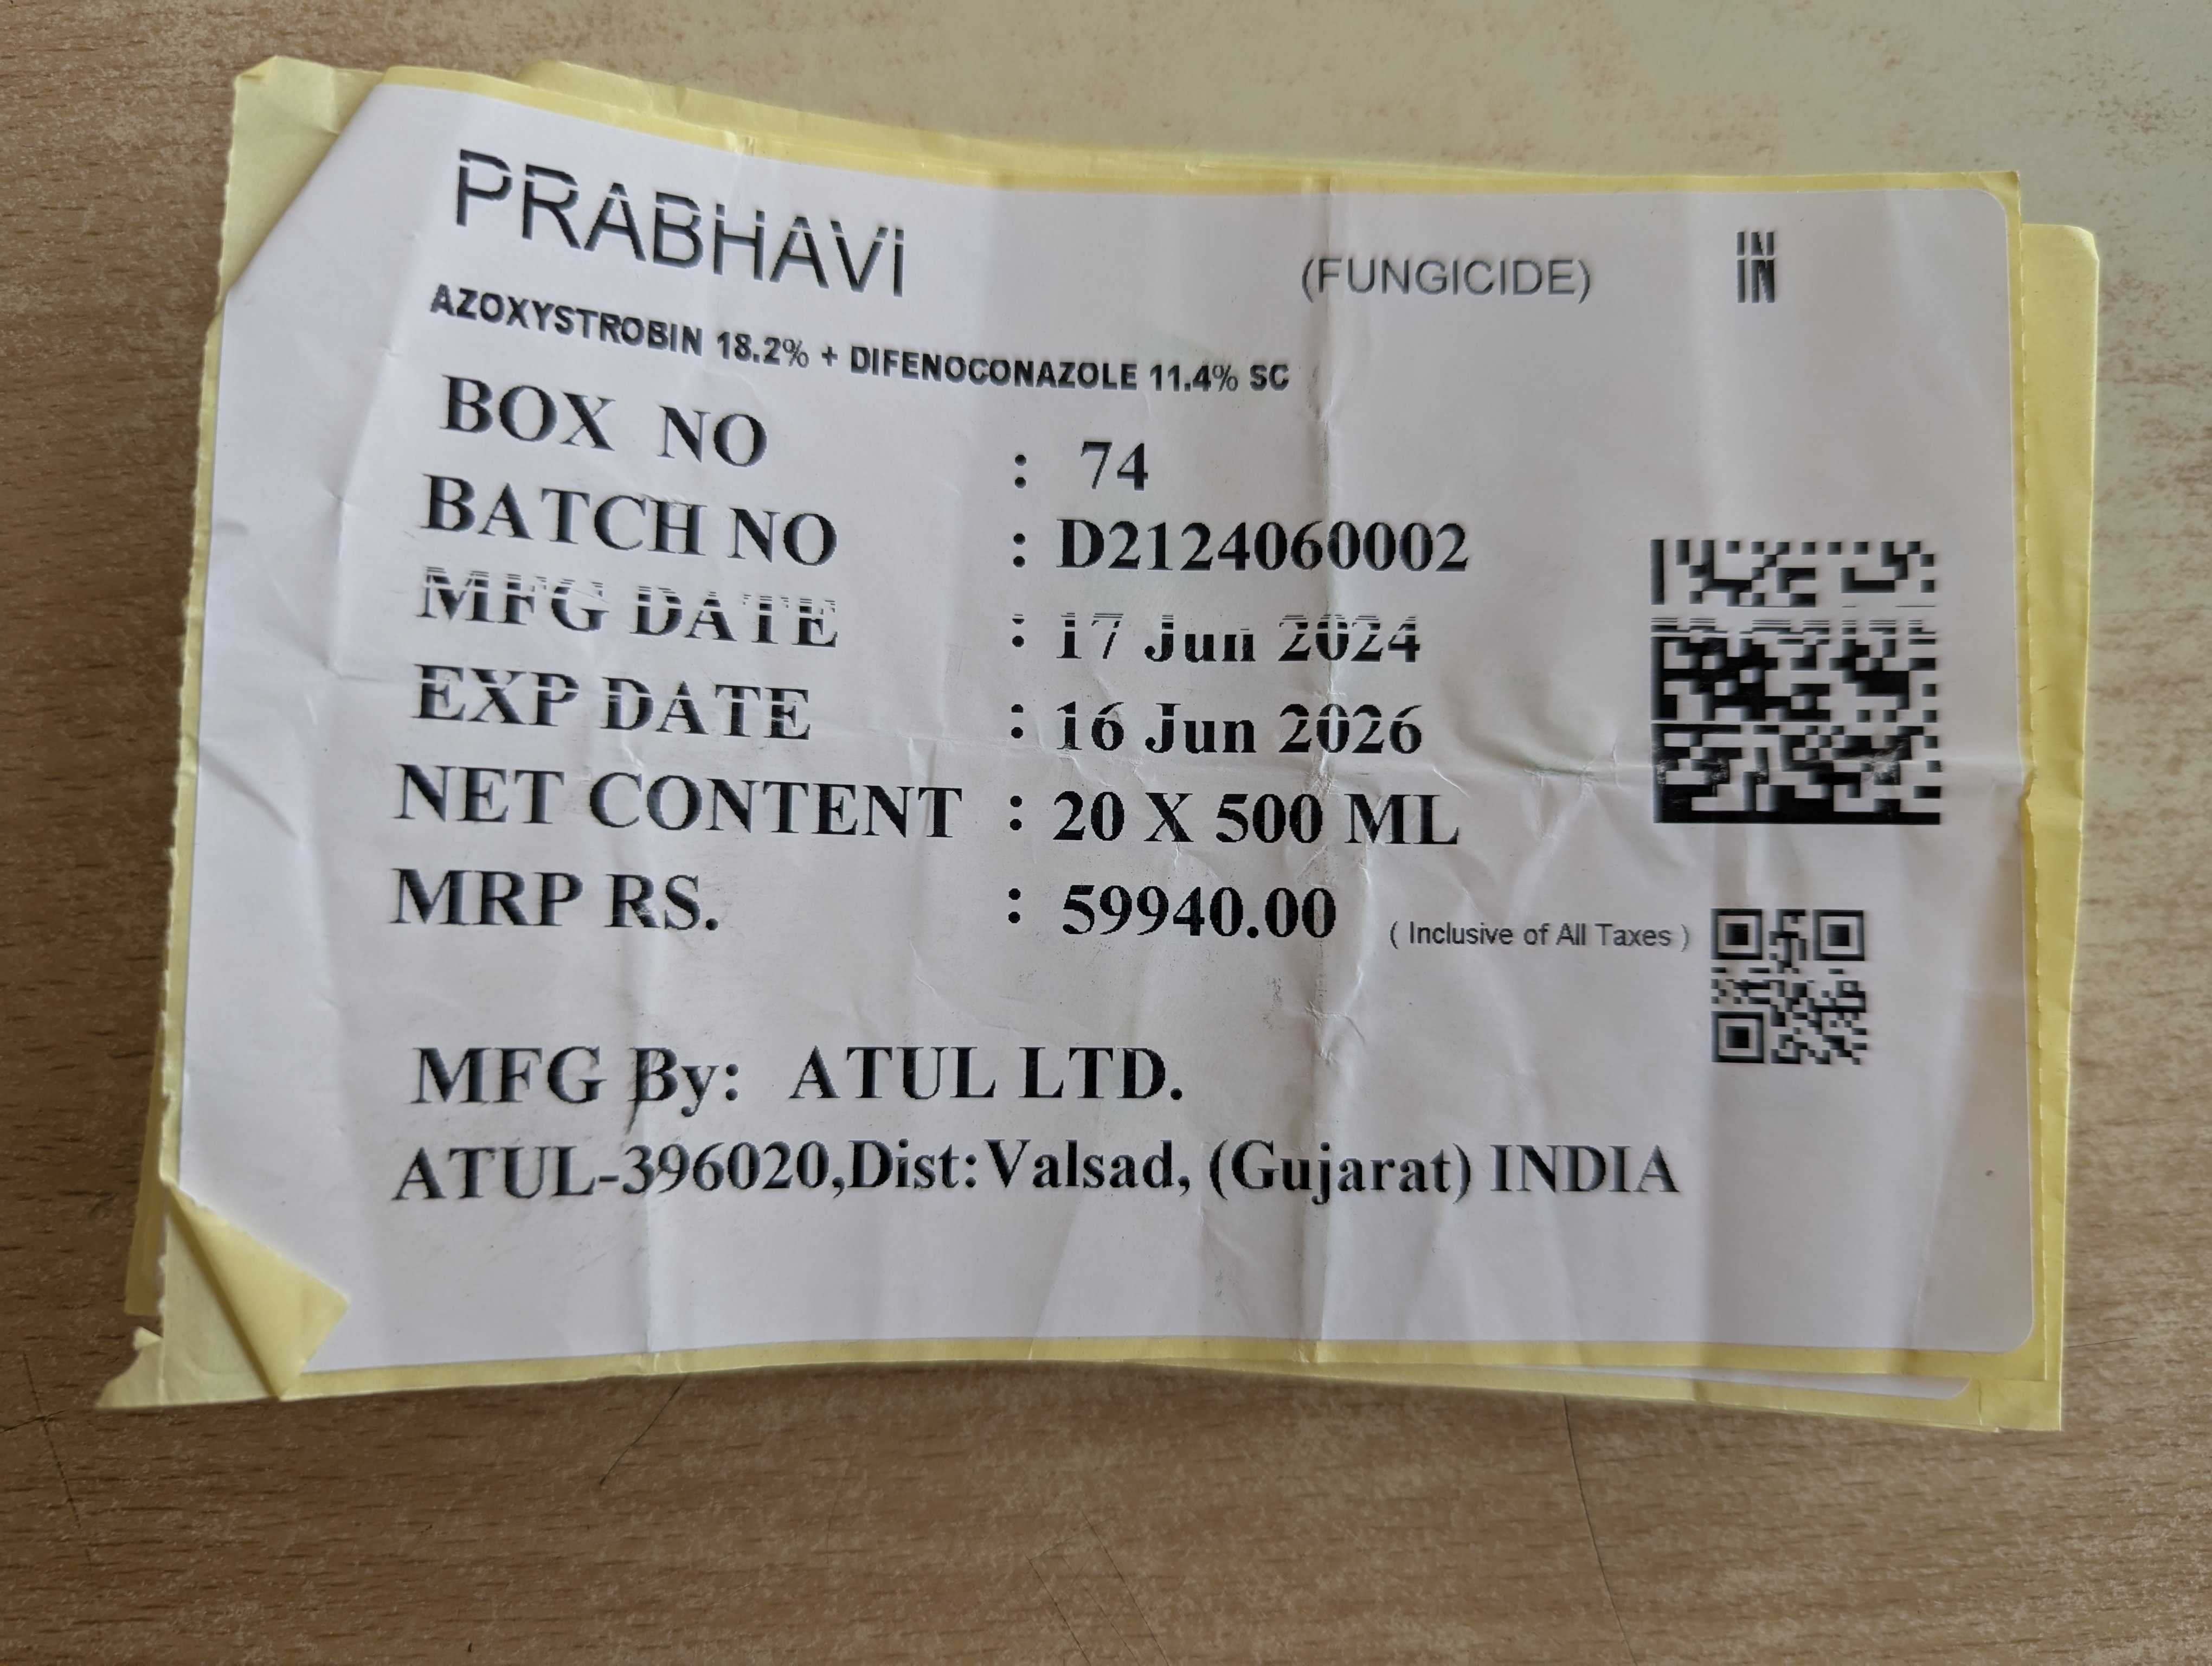 PRABHAVI (FUNGICIDE) IN
AZOXYSTROBIN 18.2% + DIFENOCONAZOLE 11.4% SC
BOX NO : 74
BATCH NO : D2124060002
MFG DATE : 17 Jun 2024
EXP DATE : 16 Jun 2026
NET CONTENT : 20 X 500 ML
MRP RS. : 59940.00 ( Inclusive of All Taxes )
MFG By: ATUL LTD.
ATUL-396020,Dist:Valsad, (Gujarat) INDIA